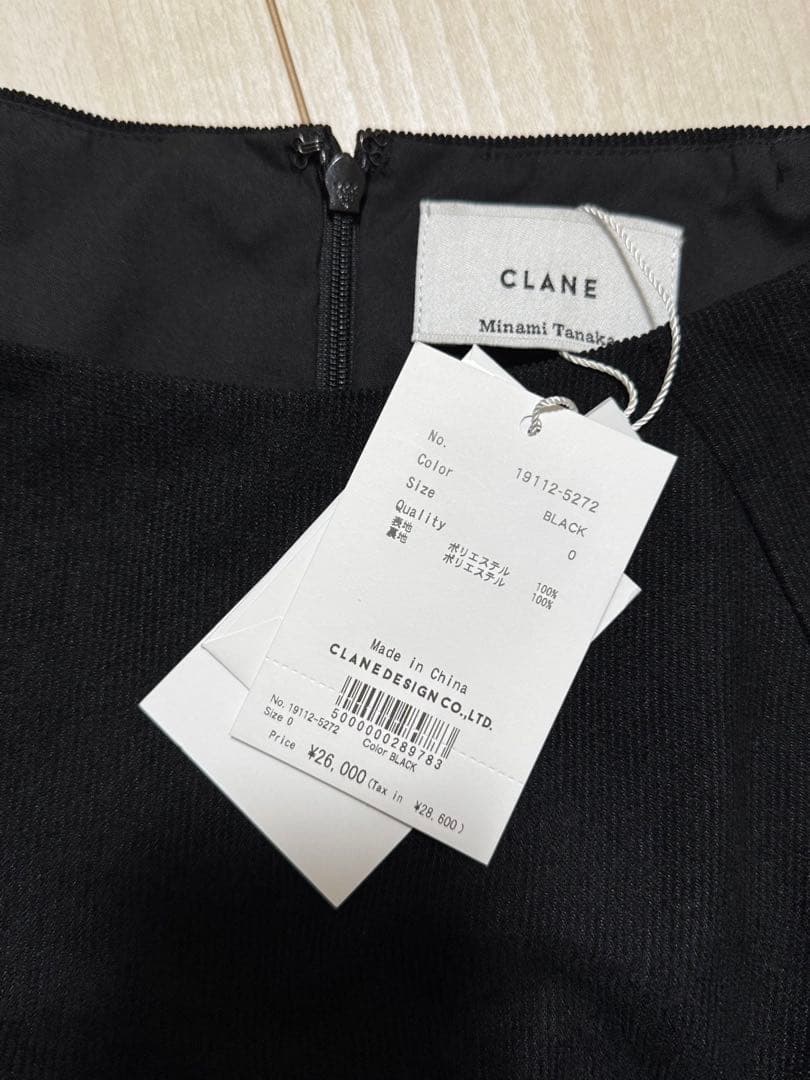 CLANE
Minami Tanaka
No. 19112-5272
Color BLACK
Size 0
Quality
表地 ポリエステル 100%
裏地 ポリエステル 100%
Made in China
CLANE DESIGN CO.,LTD.
5000000289783
No. 19112-5272
Size 0 Color BLACK
Price ¥26,000 (Tax in ¥28,600)